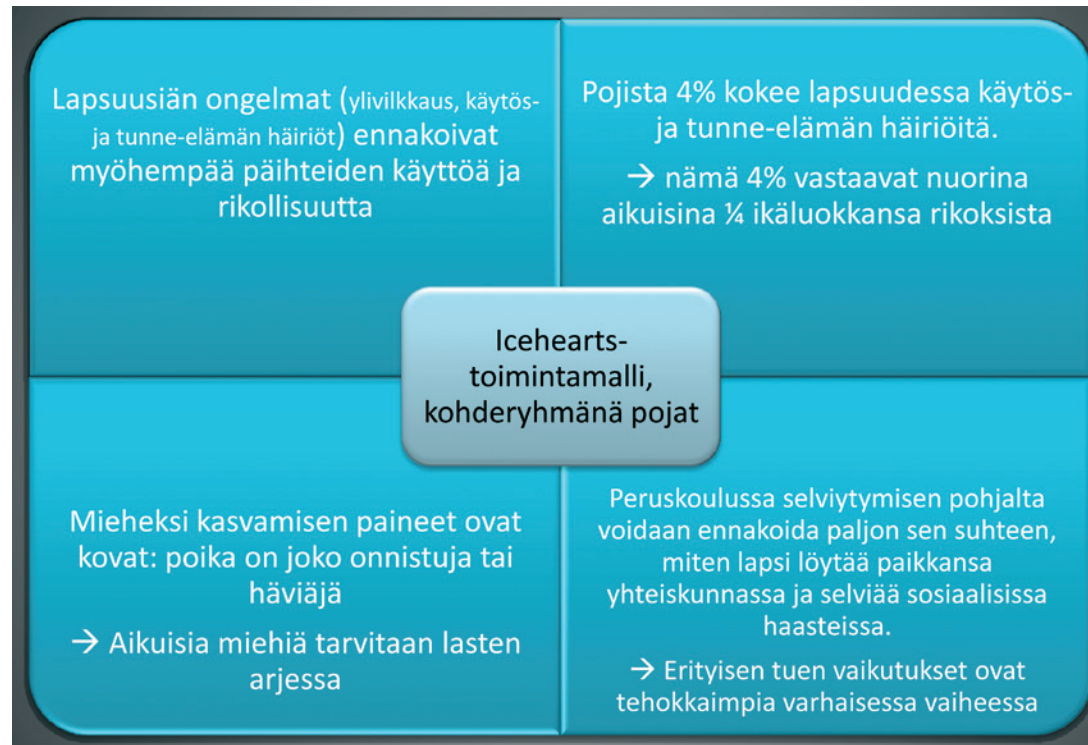 Lapsuusiän ongelmat (ylivilkkaus, käytös-
ja tunne-elämän häiriöt) ennakoivat
myöhempää päihteiden käyttöä ja
rikollisuutta
Pojista 4% kokee lapsuudessa käytös-
ja tunne-elämän häiriöitä.
→ nämä 4% vastaavat nuorina
aikuisina ¼ ikäluokkansa rikoksista
Icehearts-
toimintamalli,
kohderyhmänä pojat
Mieheksi kasvamisen paineet ovat
kovat: poika on joko onnistuja tai
häviäjä
→ Aikuisia miehiä tarvitaan lasten
arjessa
Peruskoulussa selviytymisen pohjalta
voidaan ennakoida paljon sen suhteen,
miten lapsi löytää paikkansa
yhteiskunnassa ja selviää sosiaalisissa
haasteissa.
→ Erityisen tuen vaikutukset ovat
tehokkaimpia varhaisessa vaiheessa